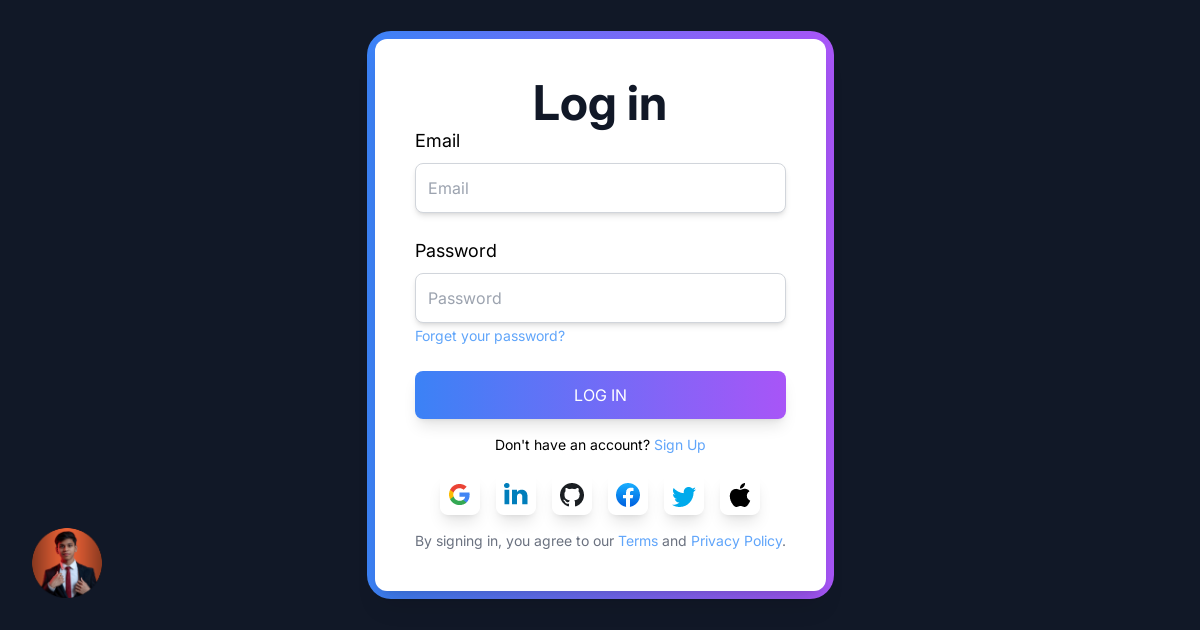 Log in
Email
Email
Password
Password
Forget your password?
LOG IN
Don't have an account? Sign Up
in
By signing in, you agree to our Terms and Privacy Policy.